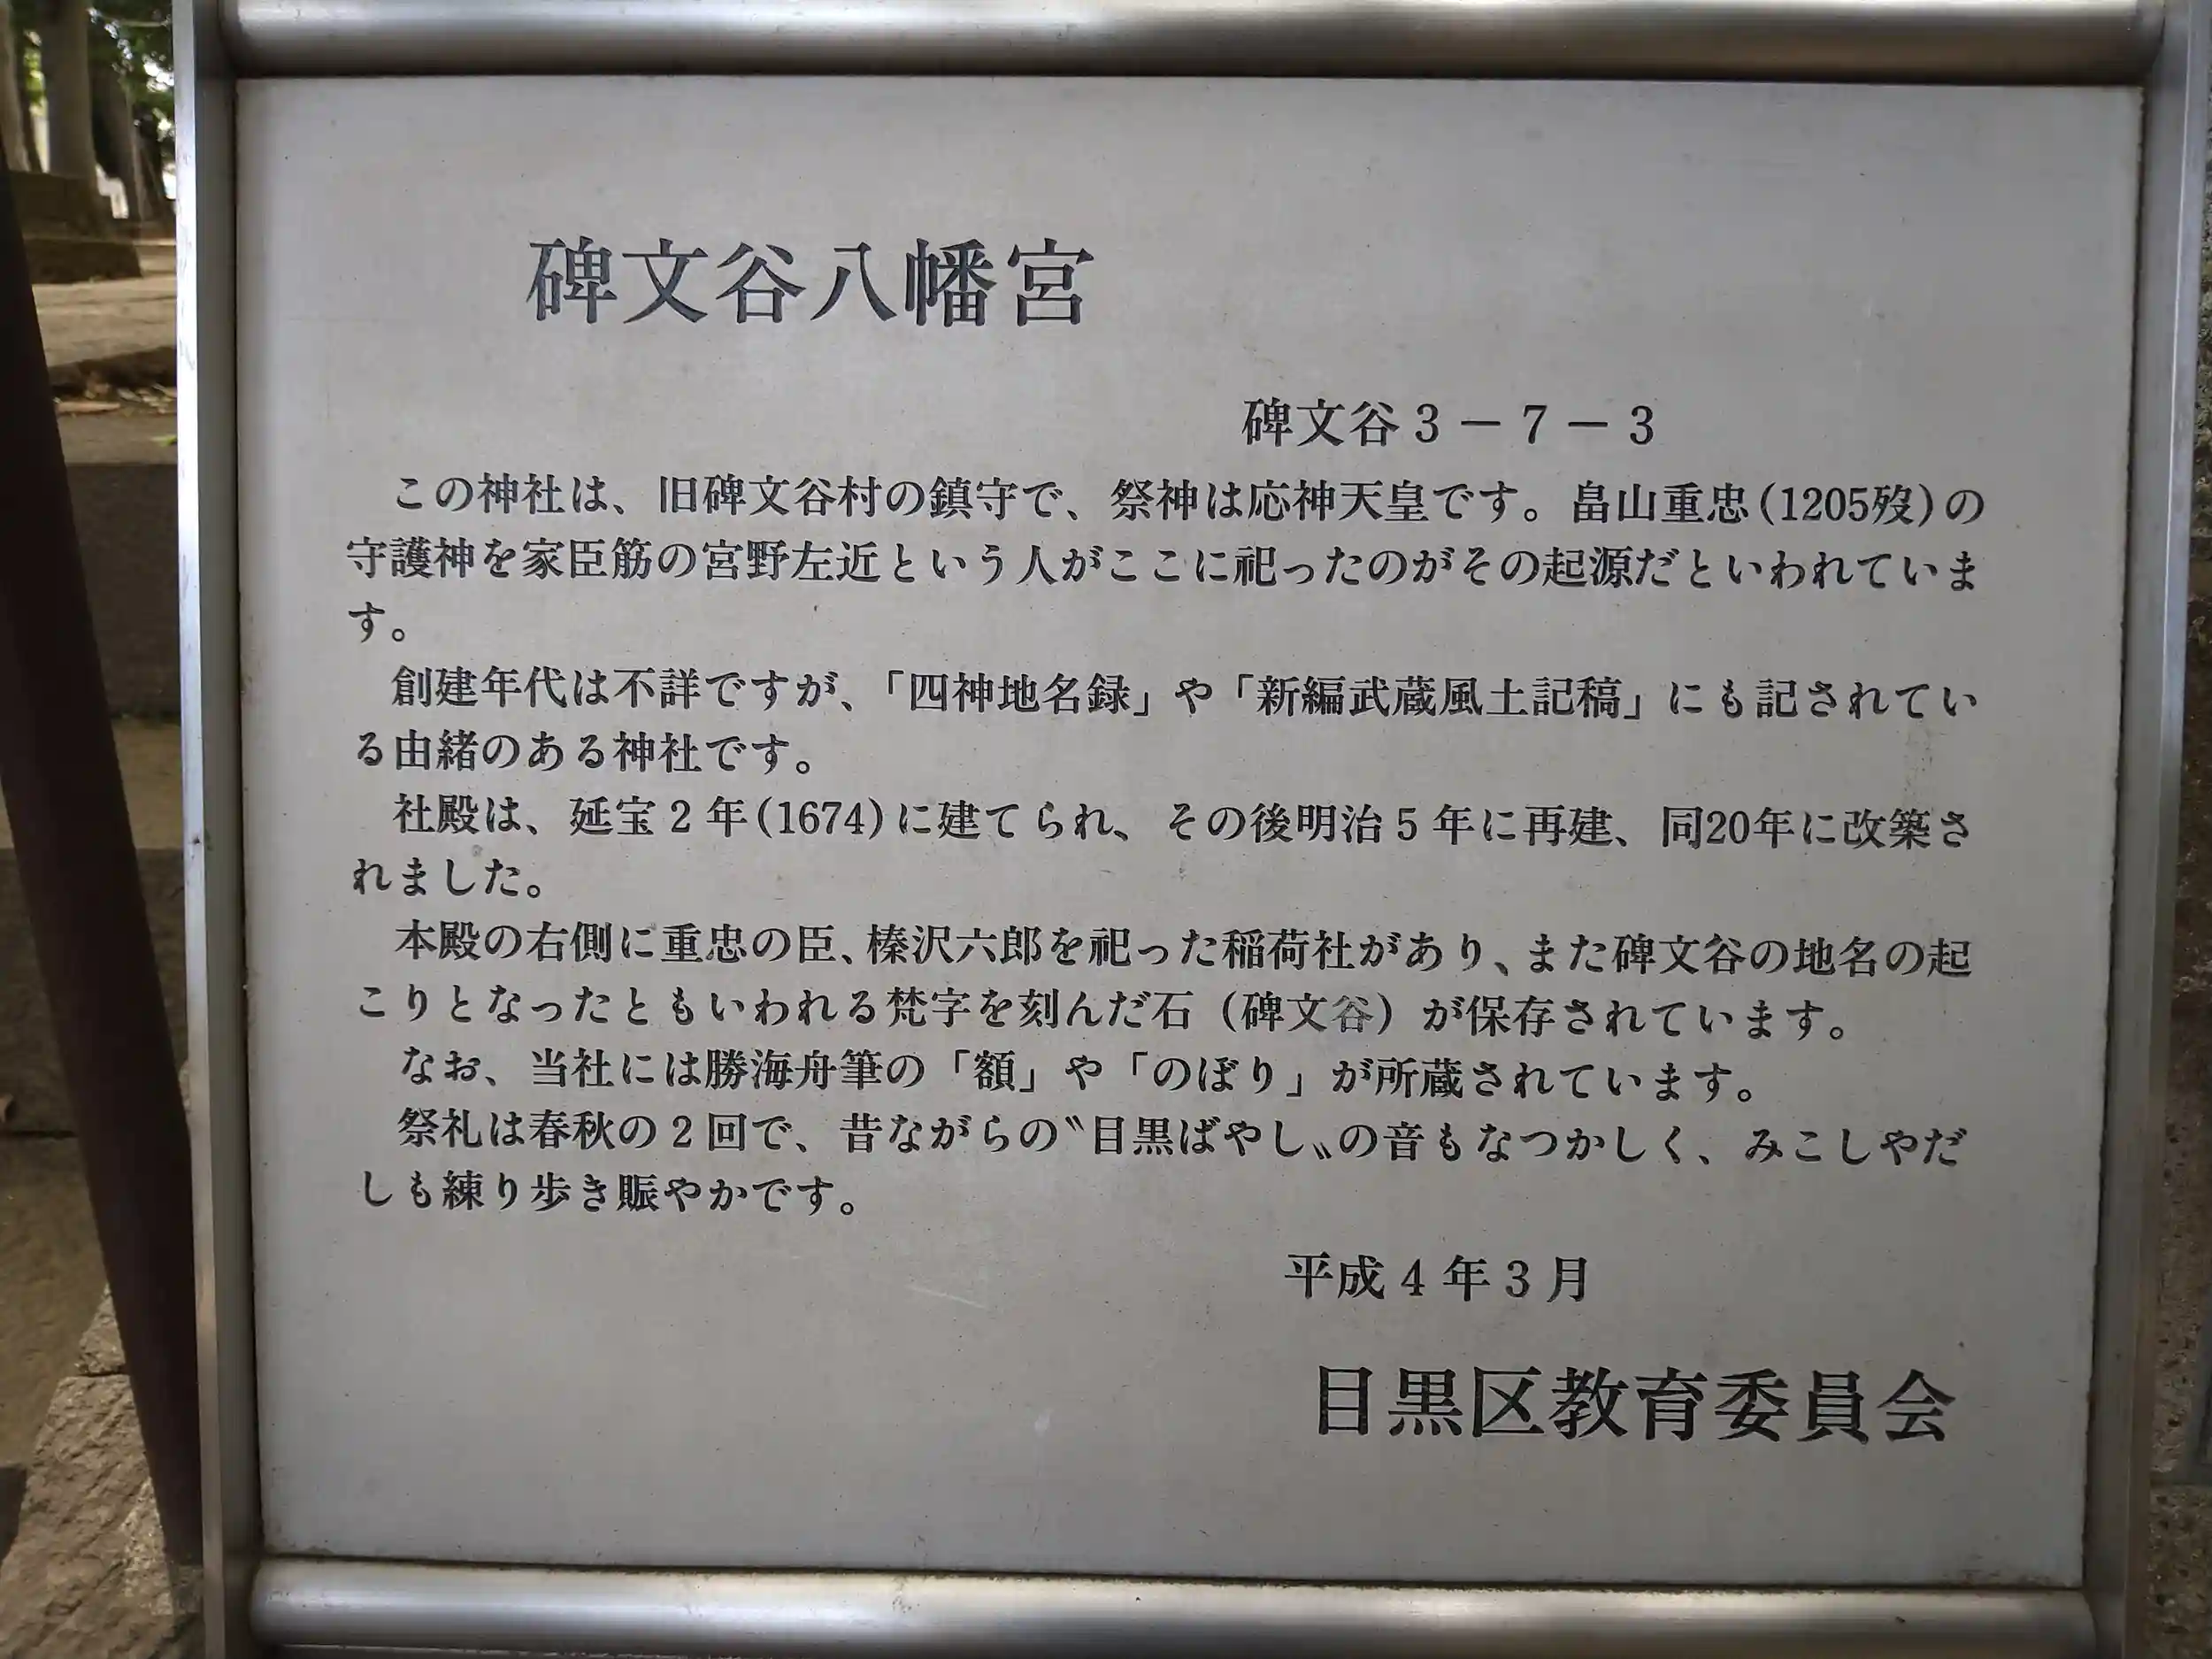 碑文谷八幡宮
碑文谷3－7－3
この神社は、旧碑文谷村の鎮守で、祭神は応神天皇です。畠山重忠(1205歿)の
守護神を家臣筋の宮野左近という人がここに祀ったのがその起源だといわれていま
す。
創建年代は不詳ですが、「四神地名録」や「新編武蔵風土記稿」にも記されてい
る由緒のある神社です。
社殿は、延宝2年(1674)に建てられ、その後明治5年に再建、同20年に改築さ
れました。
本殿の右側に重忠の臣、榛沢六郎を祀った稲荷社があり、また碑文谷の地名の起
こりとなったともいわれる梵字を刻んだ石（碑文谷）が保存されています。
なお、当社には勝海舟筆の「額」や「のぼり」が所蔵されています。
祭礼は春秋の2回で、昔ながらの〝目黒ばやし〟の音もなつかしく、みこしやだ
しも練り歩き賑やかです。
平成4年3月
目黒区教育委員会